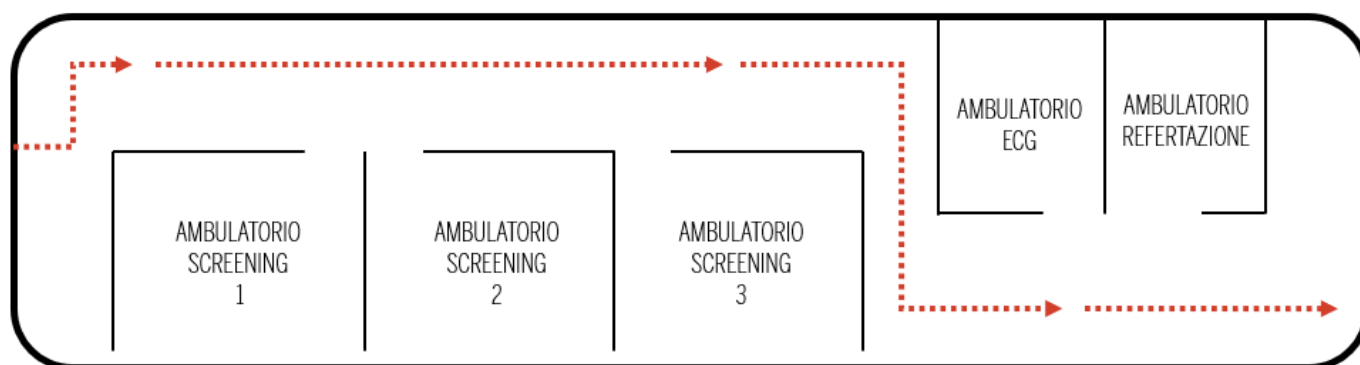 AMBULATORIO
ECG
AMBULATORIO
REFERTAZIONE
AMBULATORIO
SCREENING
1
AMBULATORIO
SCREENING
2
AMBULATORIO
SCREENING
3